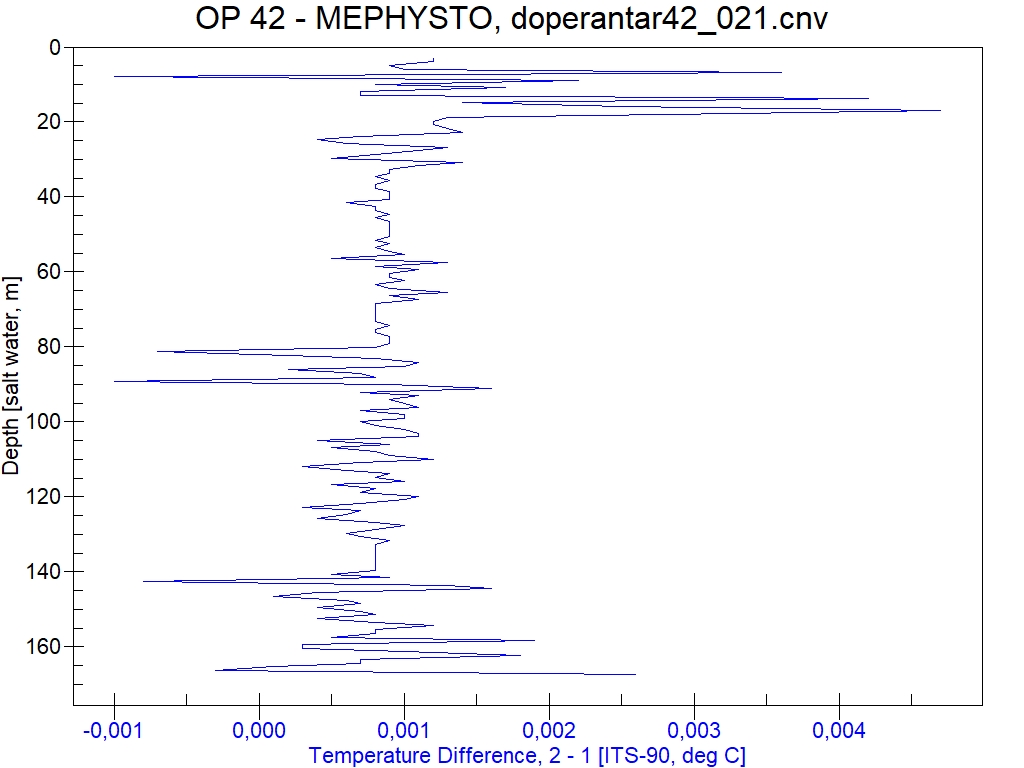 OP 42 - MEPHYSTO, doperantar42_021.cnv
0
20
40
60
80
100
120
140
160
Depth [salt water, m]
-0,001 0,000 0,001 0,002 0,003 0,004
Temperature Difference, 2 - 1 [ITS-90, deg C]